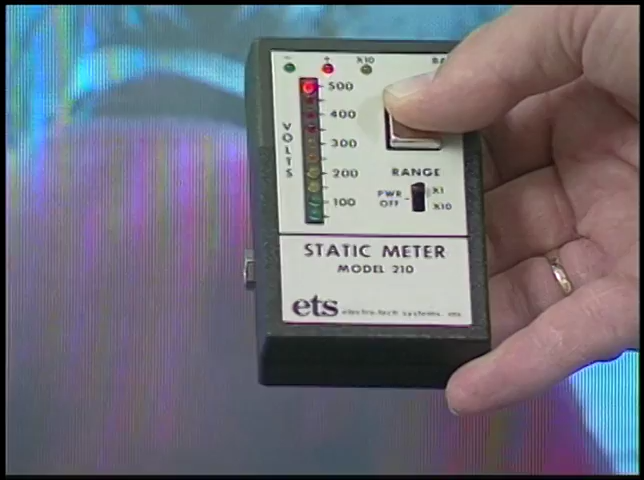 - + X10 BA
500
400
300
200
100
VOLTS
RANGE
PWR OFF
X1
X10
STATIC METER
MODEL 210
ets electro-tech systems, inc.